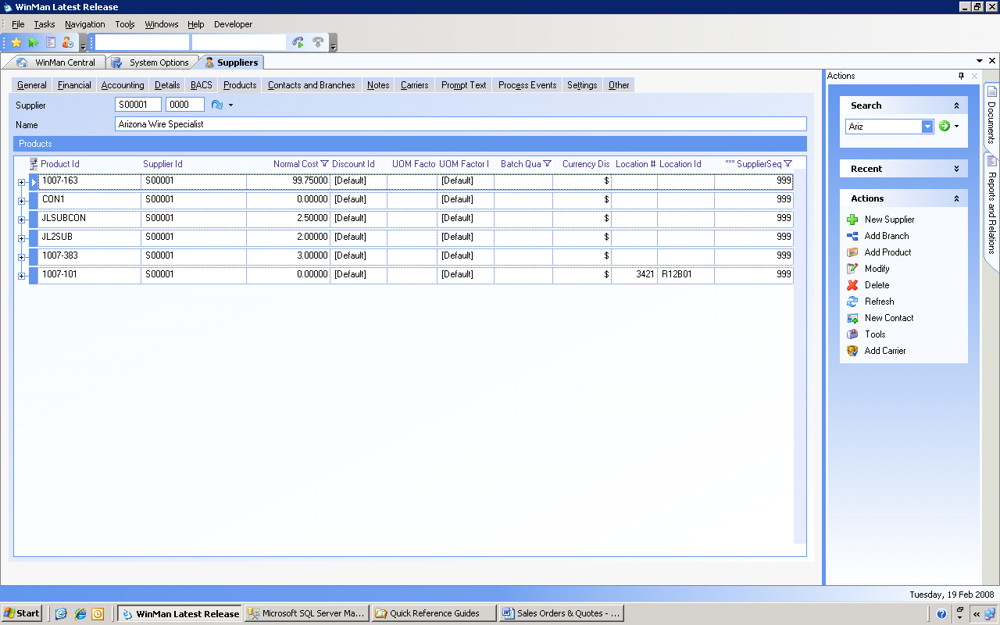 WinMan Latest Release
File Tasks Navigation Tools Windows Help Developer
WinMan Central System Options Suppliers
General Financial Accounting Details BACS Products Contacts and Branches Notes Carriers Prompt Text Process Events Settings Other
Supplier S00001 0000
Name Arizona Wire Specialist
Products
Product Id Supplier Id Normal Cost Discount Id UOM Facto UOM Factor I Batch Qua Currency Dis Location # Location Id *** SupplierSeq
1007-163 S00001 99.75000 [Default] [Default] $ 999
CON1 S00001 0.00000 [Default] [Default] $ 999
JLSUBCON S00001 2.50000 [Default] [Default] $ 999
JL2SUB S00001 2.00000 [Default] [Default] $ 999
1007-383 S00001 3.00000 [Default] [Default] $ 999
1007-101 S00001 0.00000 [Default] [Default] $ 3421 R12B01 999
Actions
Search
Ariz
Recent
Actions
New Supplier
Add Branch
Add Product
Modify
Delete
Refresh
New Contact
Tools
Add Carrier
Documents
Reports and Relations
Tuesday, 19 Feb 2008
Start WinMan Latest Release Microsoft SQL Server Ma... Quick Reference Guides Sales Orders & Quotes - ...